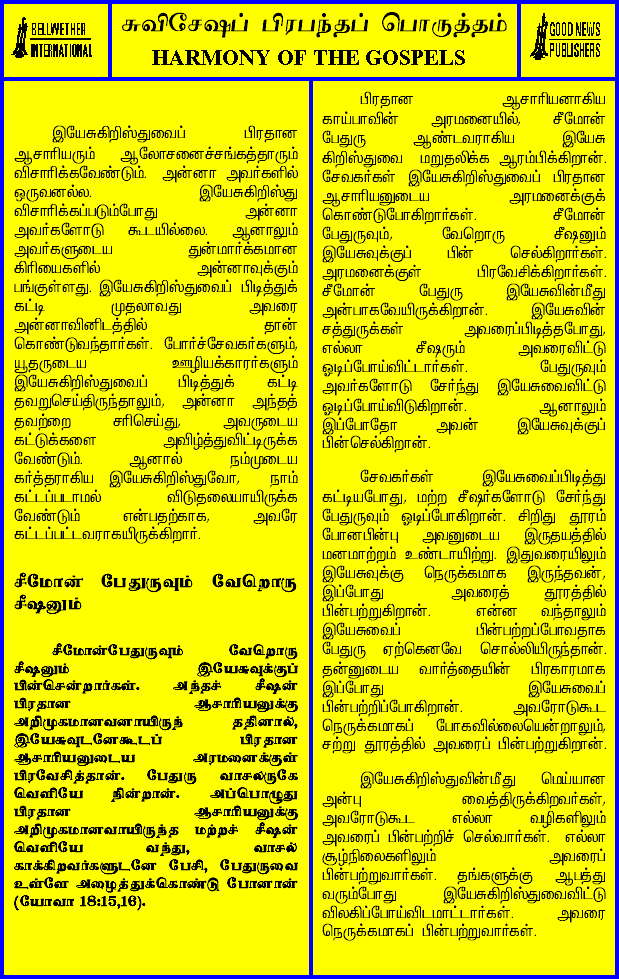 BELLWETHER
INTERNATIONAL
சுவிசேஷப் பிரபந்தப் பொருத்தம்
HARMONY OF THE GOSPELS
GOOD NEWS
PUBLISHERS
இயேசுகிறிஸ்துவைப் பிரதான
ஆசாரியரும் ஆலோசனைச்சங்கத்தாரும்
விசாரிக்கவேண்டும். அன்னா அவர்களில்
ஒருவனல்ல. இயேசுகிறிஸ்து
விசாரிக்கப்படும்போது அன்னா
அவர்களோடு கூடயில்லை. ஆனாலும்
அவர்களுடைய துன்மார்க்கமான
கிரியைகளில் அன்னாவுக்கும்
பங்குள்ளது. இயேசுகிறிஸ்துவைப் பிடித்துக்
கட்டி முதலாவது அவரை
அன்னாவினிடத்தில் தான்
கொண்டுவந்தார்கள். போர்ச்சேவகர்களும்,
யூதருடைய ஊழியக்காரர்களும்
இயேசுகிறிஸ்துவைப் பிடித்துக் கட்டி
தவறுசெய்திருந்தாலும், அன்னா அந்தத்
தவற்றை சரிசெய்து, அவருடைய
கட்டுக்களை அவிழ்த்துவிட்டிருக்க
வேண்டும். ஆனால் நம்முடைய
கர்த்தராகிய இயேசுகிறிஸ்துவோ, நாம்
கட்டப்படாமல் விடுதலையாயிருக்க
வேண்டும் என்பதற்காக, அவரே
கட்டப்பட்டவராகயிருக்கிறார்.
சீமோன் பேதுருவும் வேறொரு
சீஷனும்
சீமோன்பேதுருவும் வேறொரு
சீஷனும் இயேசுவுக்குப்
பின்சென்றார்கள். அந்தச் சீஷன்
பிரதான ஆசாரியனுக்கு
அறிமுகமானவனாயிருந் ததினால்,
இயேசுவுடனேகூடப் பிரதான
ஆசாரியனுடைய அரமனைக்குள்
பிரவேசித்தான். பேதுரு வாசலருகே
வெளியே நின்றான். அப்பொழுது
பிரதான ஆசாரியனுக்கு
அறிமுகமானவாயிருந்த மற்றச் சீஷன்
வெளியே வந்து, வாசல்
காக்கிறவர்களுடனே பேசி, பேதுருவை
உள்ளே அழைத்துக்கொண்டு போனான்
(யோவா 18:15,16).
பிரதான ஆசாரியனாகிய
காய்பாவின் அரமனையில், சீமோன்
பேதுரு ஆண்டவராகிய இயேசு
கிறிஸ்துவை மறுதலிக்க ஆரம்பிக்கிறான்.
சேவகர்கள் இயேசுகிறிஸ்துவைப் பிரதான
ஆசாரியனுடைய அரமனைக்குக்
கொண்டுபோகிறார்கள். சீமோன்
பேதுருவும், வேறொரு சீஷனும்
இயேசுவுக்குப் பின் செல்கிறார்கள்.
அரமனைக்குள் பிரவேசிக்கிறார்கள்.
சீமோன் பேதுரு இயேசுவின்மீது
அன்பாகவேயிருக்கிறான். இயேசுவின்
சத்துருக்கள் அவரைப்பிடித்தபோது,
எல்லா சீஷரும் அவரைவிட்டு
ஓடிப்போய்விட்டார்கள். பேதுருவும்
அவர்களோடு சேர்ந்து இயேசுவைவிட்டு
ஓடிப்போய்விடுகிறான். ஆனாலும்
இப்போதோ அவன் இயேசுவுக்குப்
பின்செல்கிறான்.
சேவகர்கள் இயேசுவைப்பிடித்து
கட்டியபோது, மற்ற சீஷர்களோடு சேர்ந்து
பேதுருவும் ஓடிப்போகிறான். சிறிது தூரம்
போனபின்பு அவனுடைய இருதயத்தில்
மனமாற்றம் உண்டாயிற்று. இதுவரையிலும்
இயேசுவுக்கு நெருக்கமாக இருந்தவன்,
இப்போது அவரைத் தூரத்தில்
பின்பற்றுகிறான். என்ன வந்தாலும்
இயேசுவைப் பின்பற்றப்போவதாக
பேதுரு ஏற்கெனவே சொல்லியிருந்தான்.
தன்னுடைய வார்த்தையின் பிரகாரமாக
இப்போது இயேசுவைப்
பின்பற்றிப்போகிறான். அவரோடுகூட
நெருக்கமாகப் போகவில்லையென்றாலும்,
சற்று தூரத்தில் அவரைப் பின்பற்றுகிறான்.
இயேசுகிறிஸ்துவின்மீது மெய்யான
அன்பு வைத்திருக்கிறவர்கள்,
அவரோடுகூட எல்லா வழிகளிலும்
அவரைப் பின்பற்றிச் செல்வார்கள். எல்லா
சூழ்நிலைகளிலும் அவரைப்
பின்பற்றுவார்கள். தங்களுக்கு ஆபத்து
வரும்போது இயேசுகிறிஸ்துவைவிட்டு
விலகிப்போய்விடமாட்டார்கள். அவரை
நெருக்கமாகப் பின்பற்றுவார்கள்.